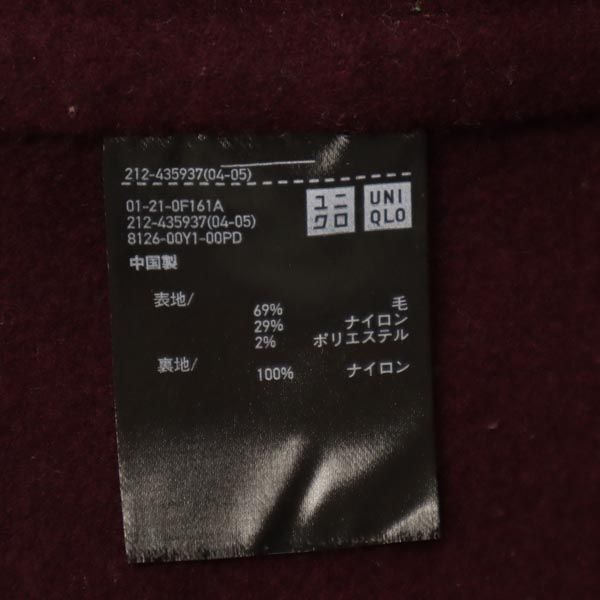 212-435937(04-05)
01-21-0F161A
212-435937(04-05)
8126-00Y1-00PD
中国製
ユニ
クロ
UNI
QLO
表地/
69% 毛
29% ナイロン
2% ポリエステル
裏地/
100% ナイロン